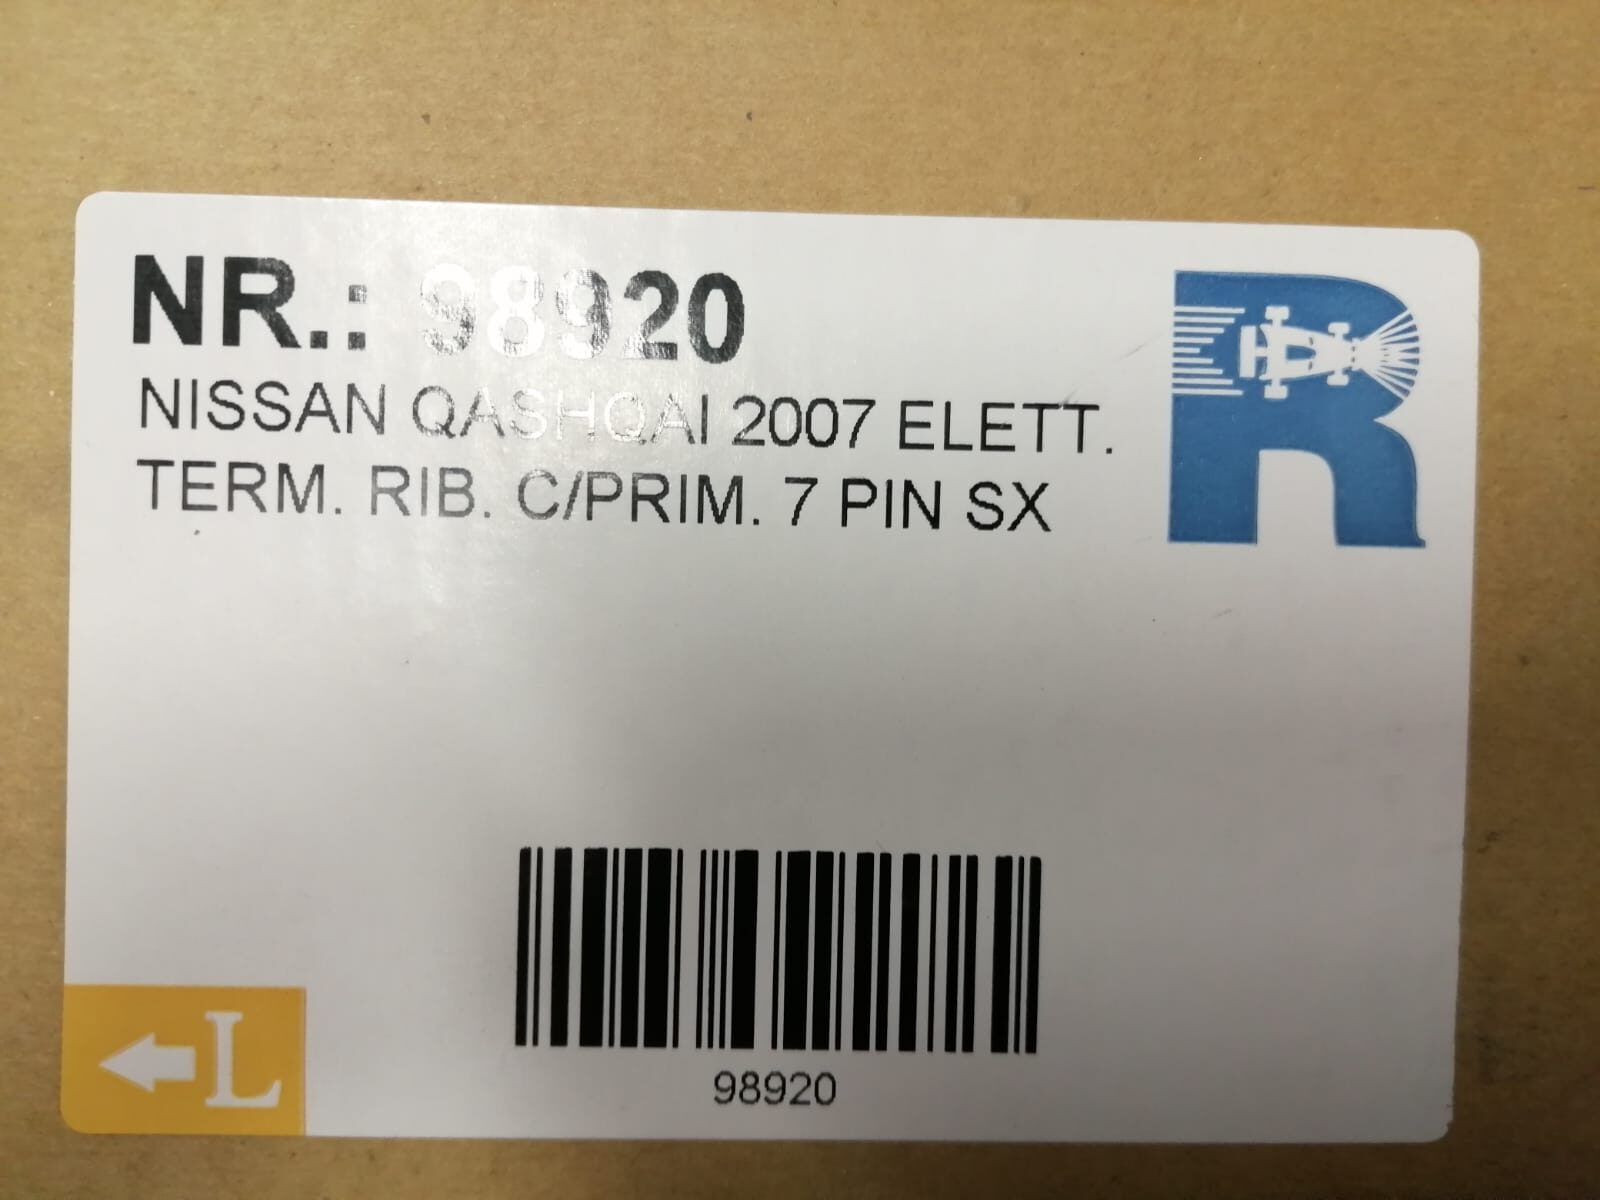 NR.: 98920
NISSAN QASHQAI 2007 ELETT.
TERM. RIB. C/PRIM. 7 PIN SX
R
98920
L